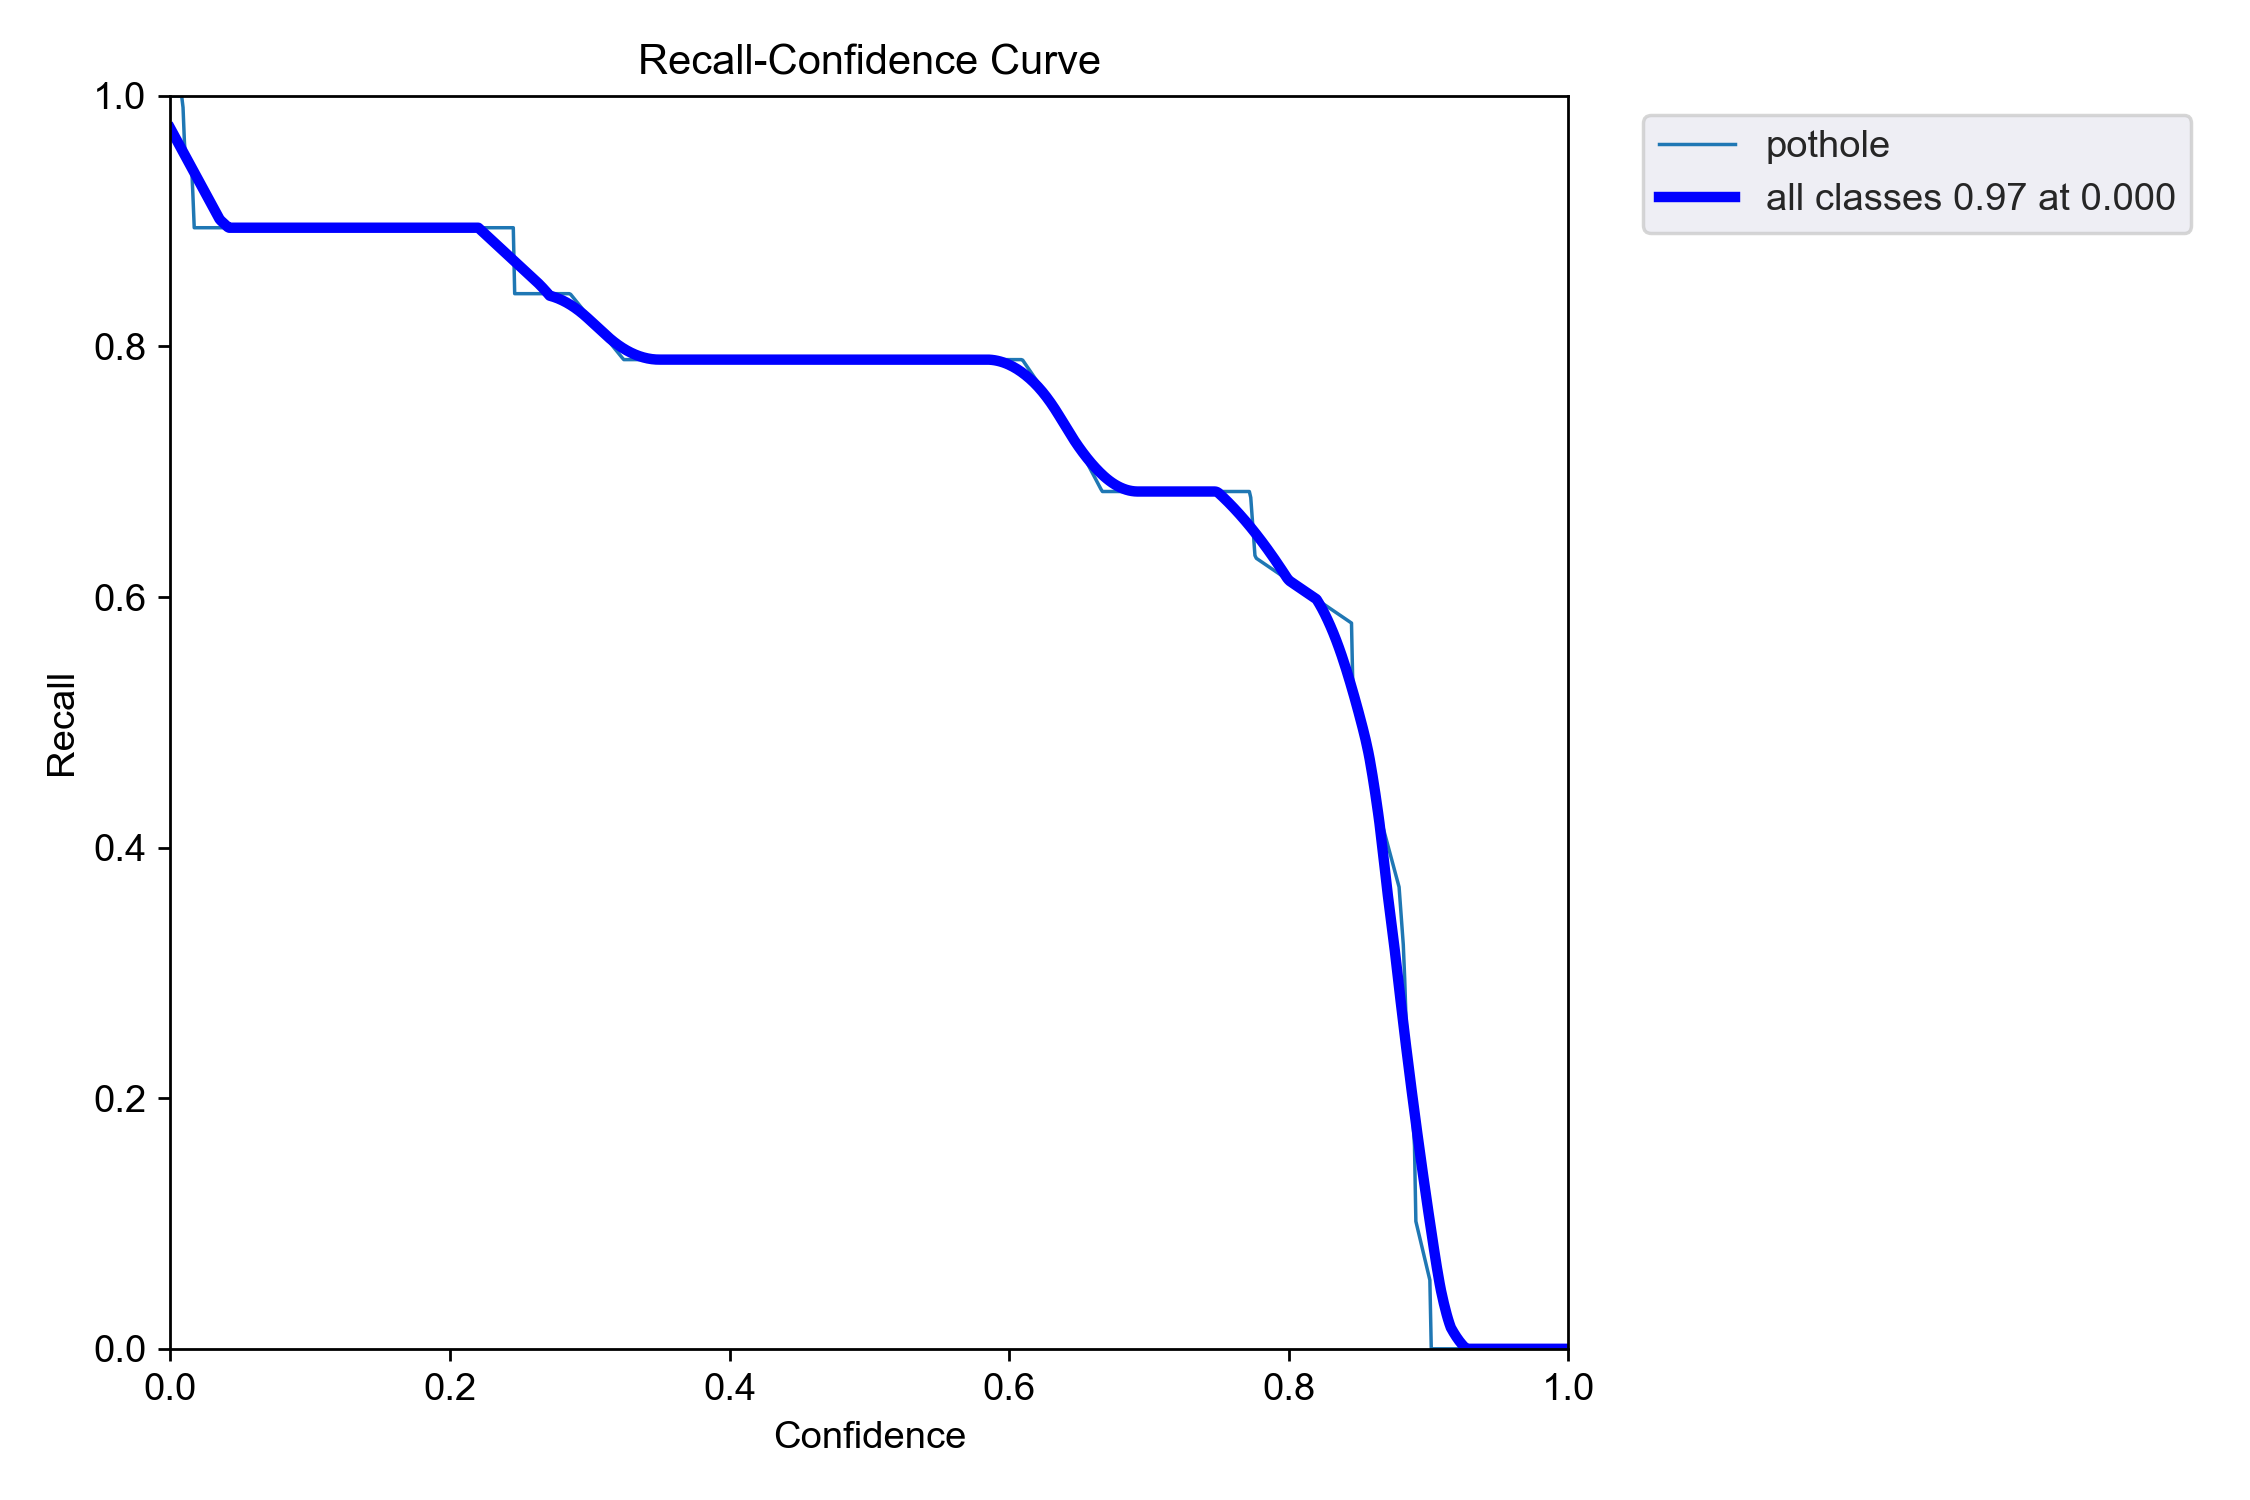 Recall-Confidence Curve
1.0
0.8
0.6
0.4
0.2
0.0
Recall
0.0 0.2 0.4 0.6 0.8 1.0
Confidence
pothole
all classes 0.97 at 0.000